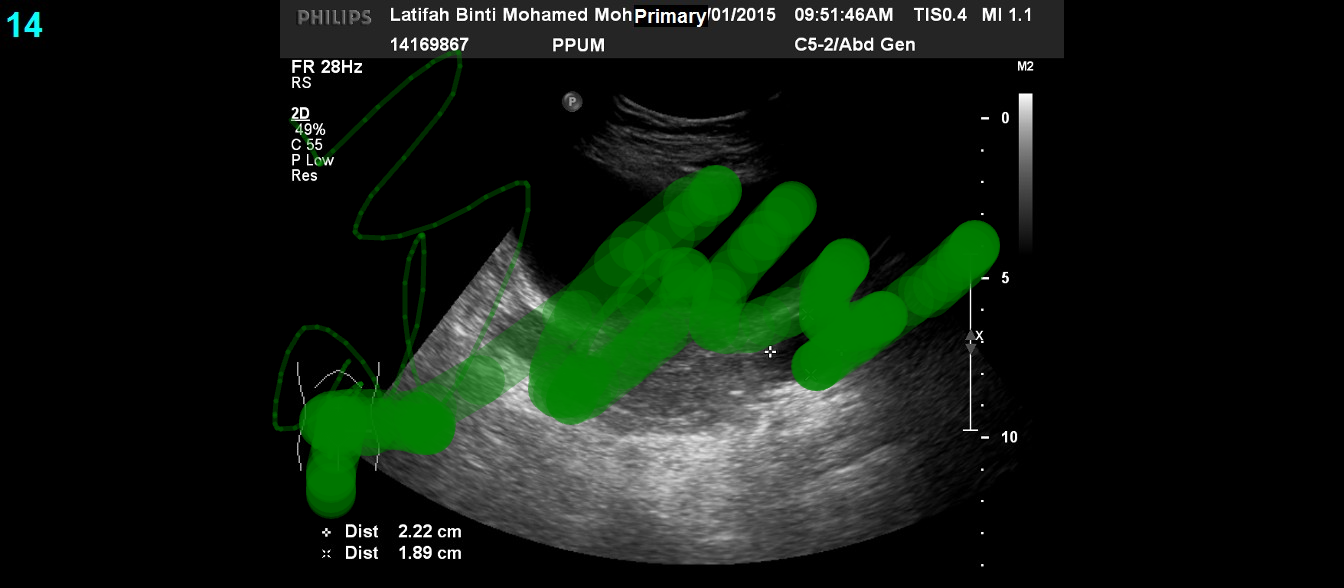 14
PHILIPS Latifah Binti Mohamed Moh Primary /01/2015 09:51:46AM TIS0.4 MI 1.1
14169867 PPUM C5-2/Abd Gen
FR 28Hz M2
RS
P
2D 0
49%
C 55
P Low
Res
5
X
10
Dist 2.22 cm
Dist 1.89 cm